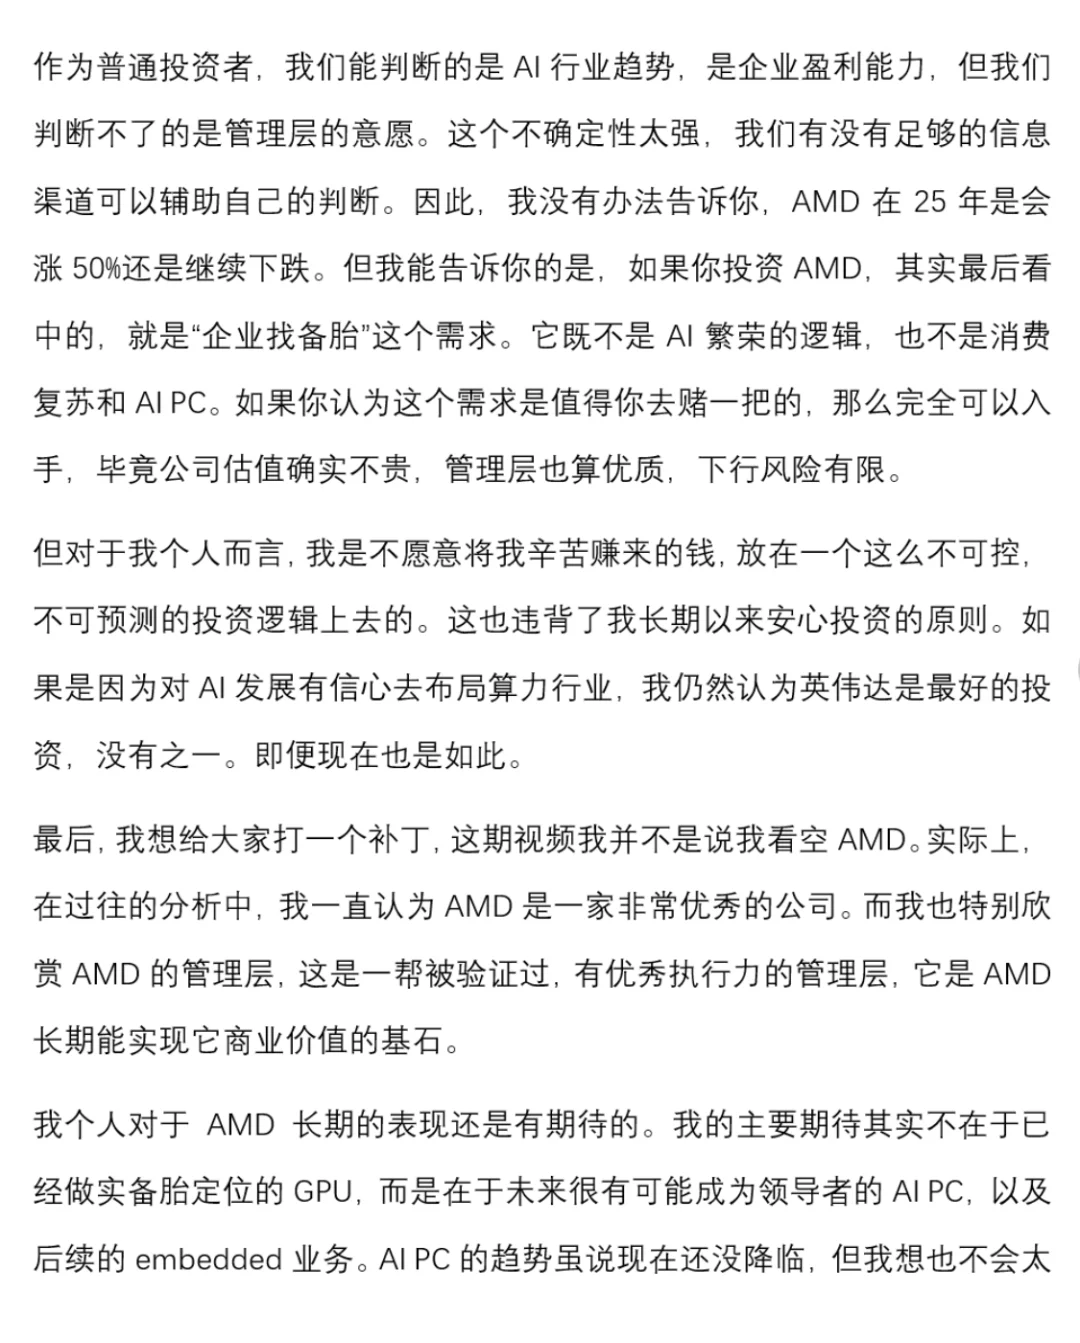 作为普通投资者，我们能判断的是 AI 行业趋势，是企业盈利能力，但我们
判断不了的是管理层的意愿。这个不确定性太强，我们有没有足够的信息
渠道可以辅助自己的判断。因此，我没有办法告诉你，AMD 在 25 年是会
涨 50%还是继续下跌。但我能告诉你的是，如果你投资 AMD，其实最后看
中的，就是“企业找备胎”这个需求。它既不是 AI 繁荣的逻辑，也不是消费
复苏和 AI PC。如果你认为这个需求是值得你去赌一把的，那么完全可以入
手，毕竟公司估值确实不贵，管理层也算优质，下行风险有限。
但对于我个人而言，我是不愿意将我辛苦赚来的钱，放在一个这么不可控，
不可预测的投资逻辑上去的。这也违背了我长期以来安心投资的原则。如
果是因为对 AI 发展有信心去布局算力行业，我仍然认为英伟达是最好的投
资，没有之一。即便现在也是如此。
最后，我想给大家打一个补丁，这期视频我并不是说我看空 AMD。实际上，
在过往的分析中，我一直认为 AMD 是一家非常优秀的公司。而我也特别欣
赏 AMD 的管理层，这是一帮被验证过，有优秀执行力的管理层，它是 AMD
长期能实现它商业价值的基石。
我个人对于 AMD 长期的表现还是有期待的。我的主要期待其实不在于已
经做实备胎定位的 GPU，而是在于未来很有可能成为领导者的 AI PC，以及
后续的 embedded 业务。AI PC 的趋势虽说现在还没降临，但我想也不会太